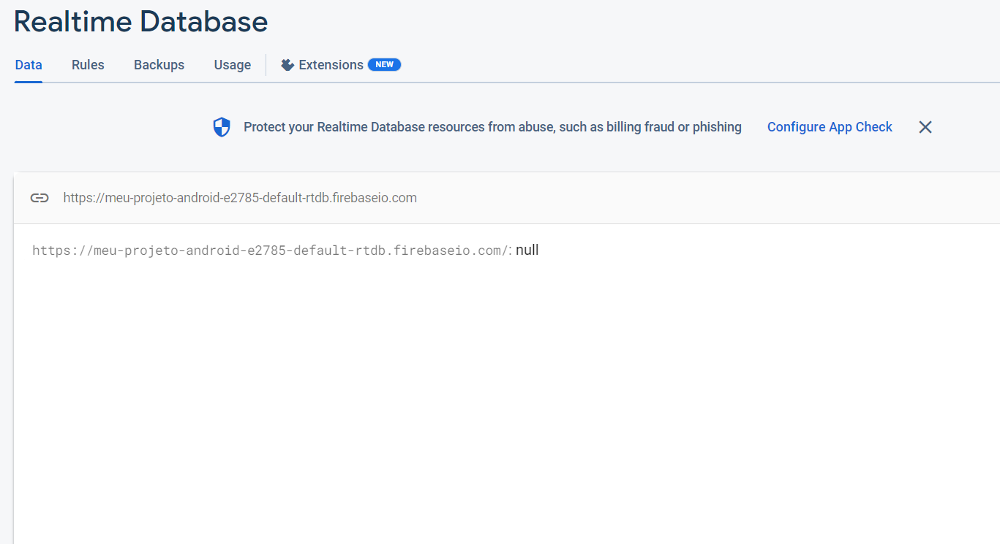 Realtime Database
Data Rules Backups Usage Extensions NEW
Protect your Realtime Database resources from abuse, such as billing fraud or phishing Configure App Check
https://meu-projeto-android-e2785-default-rtdb.firebaseio.com
https://meu-projeto-android-e2785-default-rtdb.firebaseio.com/: null